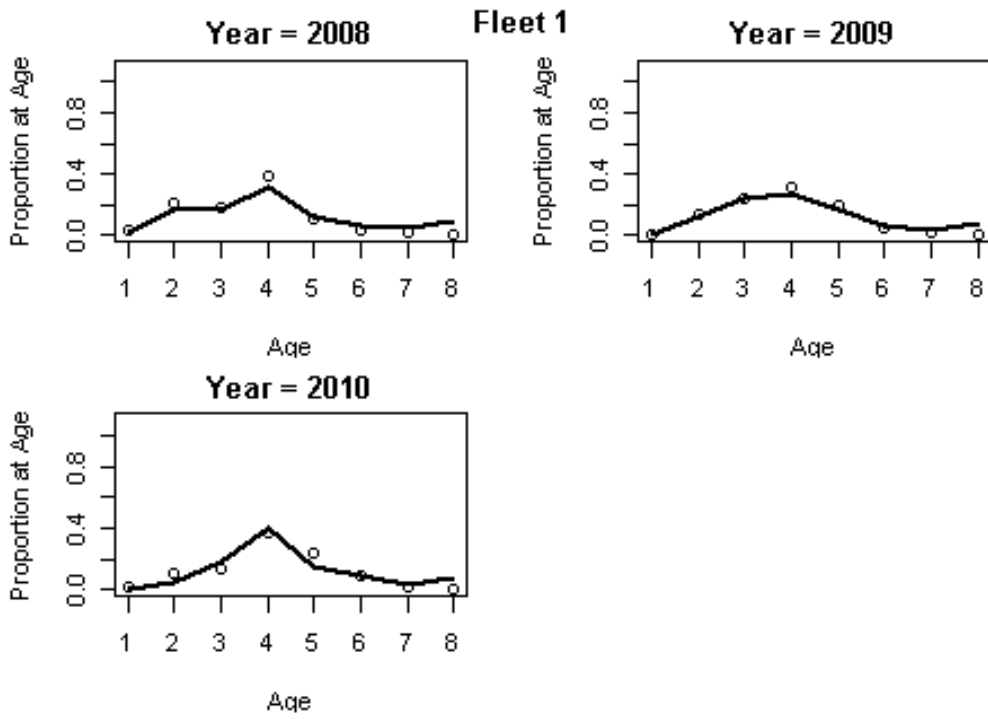 Fleet 1
Year = 2008
Proportion at Age
0.0 0.4 0.8
1 2 3 4 5 6 7 8
Age
Year = 2009
Proportion at Age
0.0 0.4 0.8
1 2 3 4 5 6 7 8
Age
Year = 2010
Proportion at Age
0.0 0.4 0.8
1 2 3 4 5 6 7 8
Age